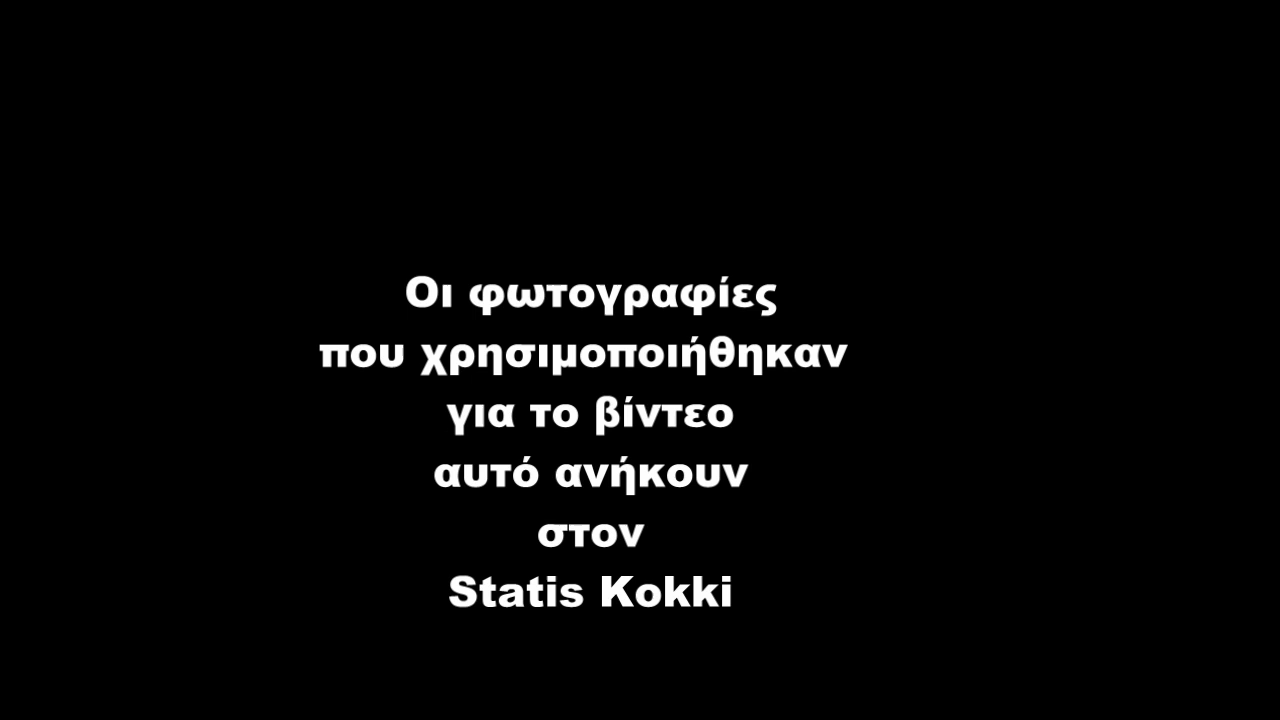 Οι φωτογραφίες
που χρησιμοποιήθηκαν
για το βίντεο
αυτό ανήκουν
στον
Statis Kokki